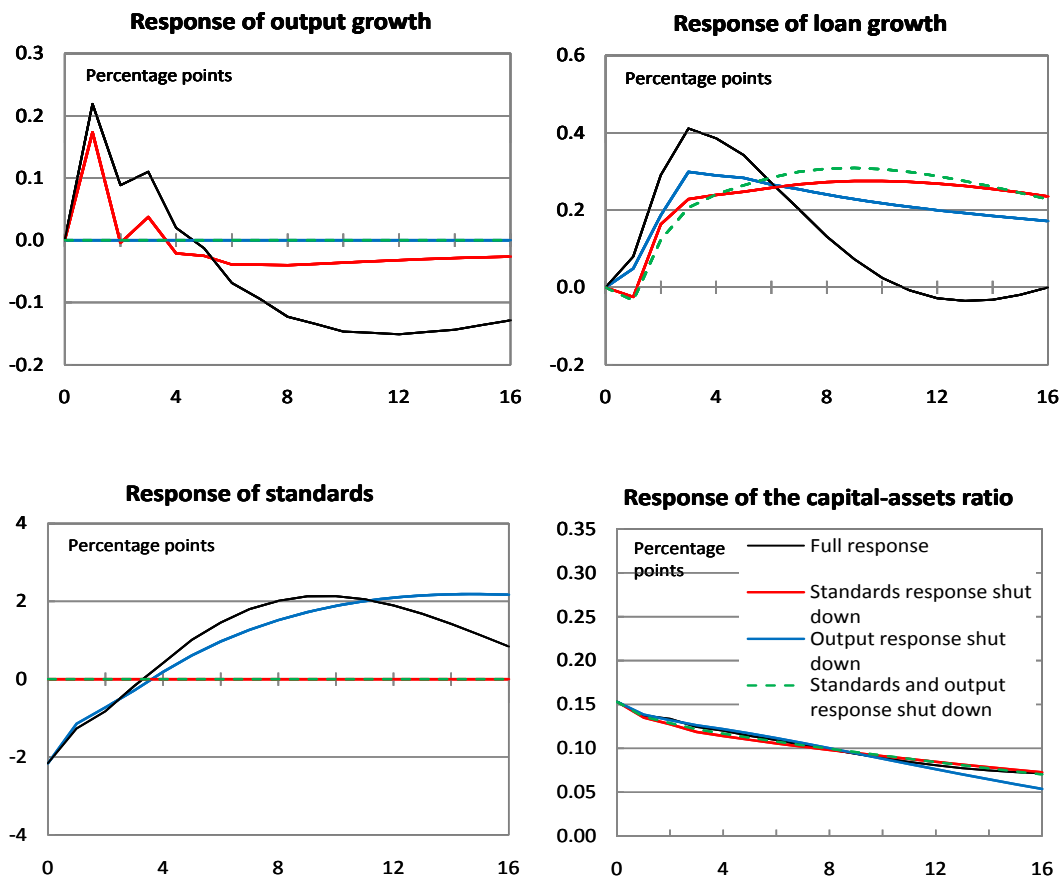 Response of output growth
0.3
Percentage points
0.2
0.1
0.0
-0.1
-0.2
0 4 8 12 16
Response of loan growth
0.6
Percentage points
0.4
0.2
0.0
-0.2
0 4 8 12 16
Response of standards
4
Percentage points
2
0
-2
-4
0 4 8 12 16
Response of the capital-assets ratio
0.35
Percentage
points
0.30
0.25
0.20
0.15
0.10
0.05
0.00
Full response
Standards response shut
down
Output response shut
down
Standards and output
response shut down
0 4 8 12 16